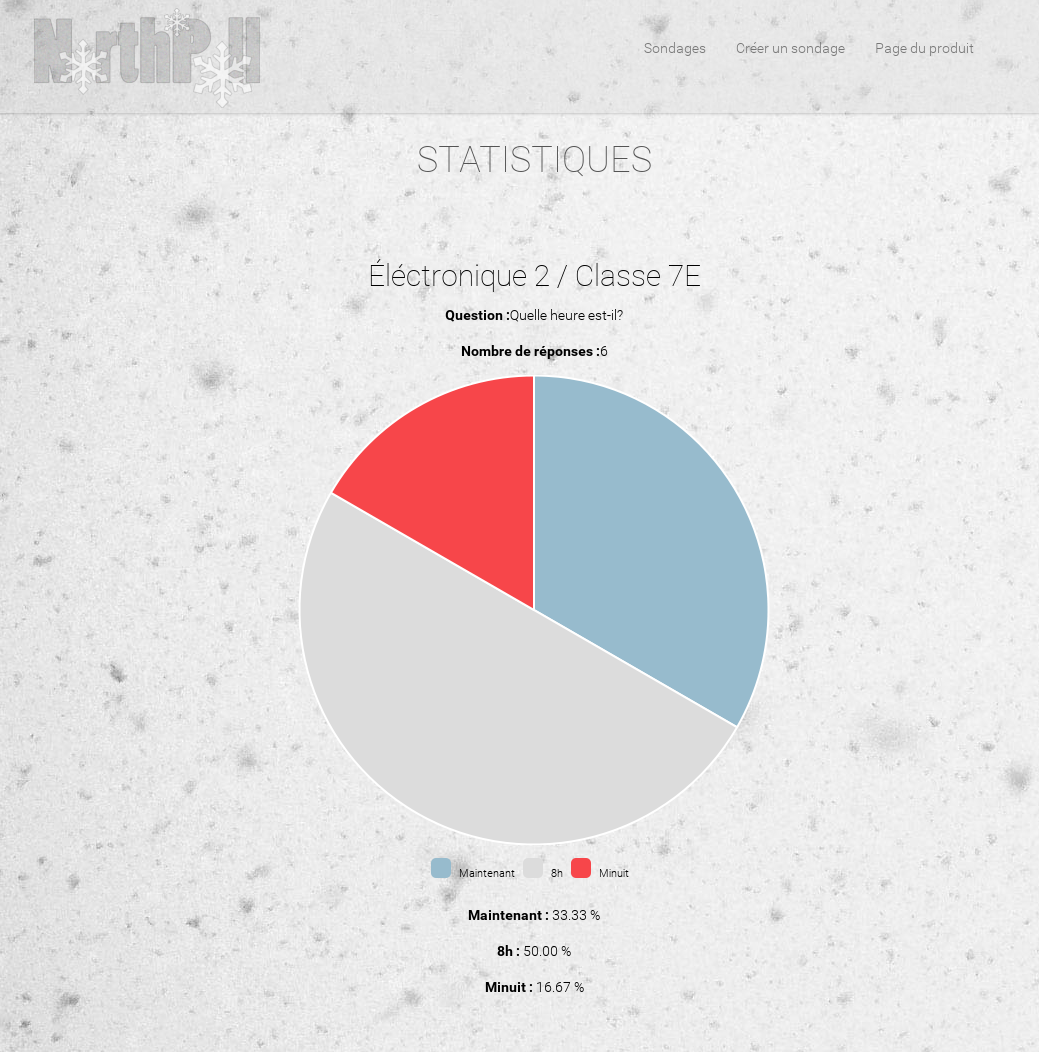 NorthPoll
Sondages Créer un sondage Page du produit
STATISTIQUES
Éléctronique 2 / Classe 7E
Question :Quelle heure est-il?
Nombre de réponses :6
Maintenant 8h Minuit
Maintenant : 33.33 %
8h : 50.00 %
Minuit : 16.67 %